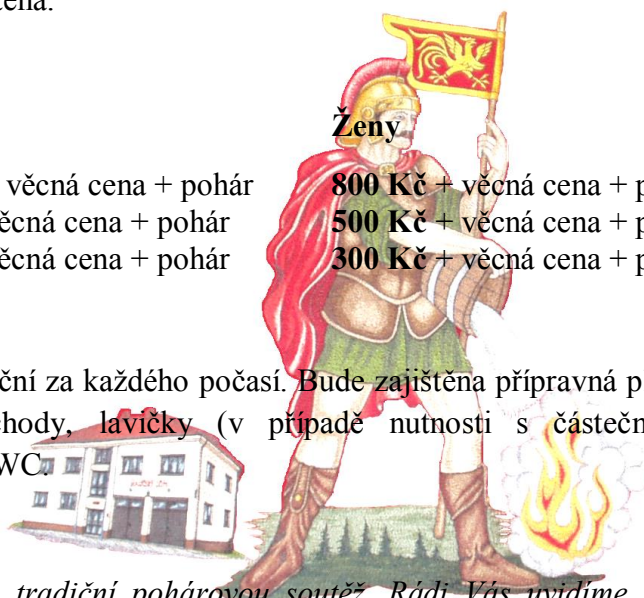 Ženy
věcná cena + pohár 800 Kč + věcná cena + p
ěcná cena + pohár 500 Kč + věcná cena + p
ěcná cena + pohár 300 Kč + věcná cena + p
ční za každého počasí. Bude zajištěna přípravná p
chody, lavičky (v případě nutnosti s částečn
WC.
tradiční pohárovou soutěž. Rádi Vás uvidíme